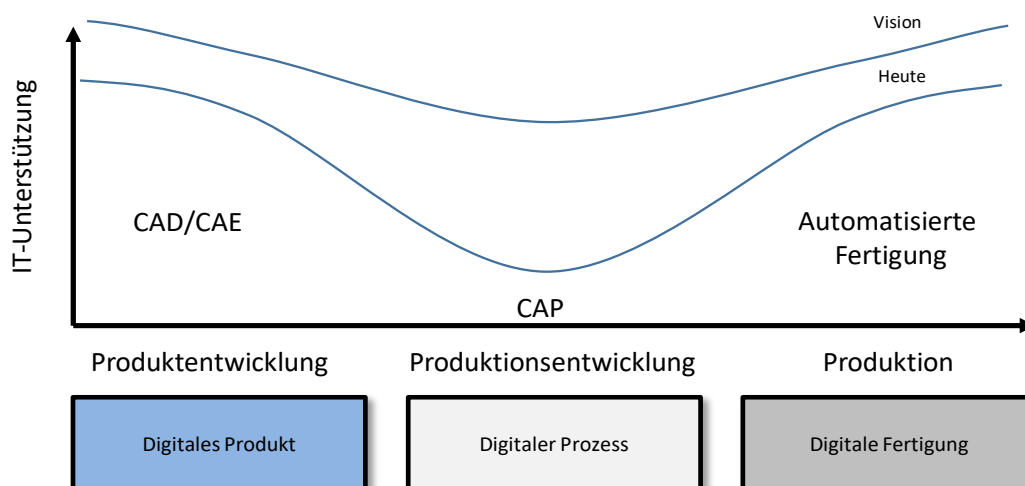 Vision
Heute
IT-Unterstützung
CAD/CAE
Automatisierte
Fertigung
CAP
Produktentwicklung
Produktionsentwicklung
Produktion
Digitales Produkt
Digitaler Prozess
Digitale Fertigung